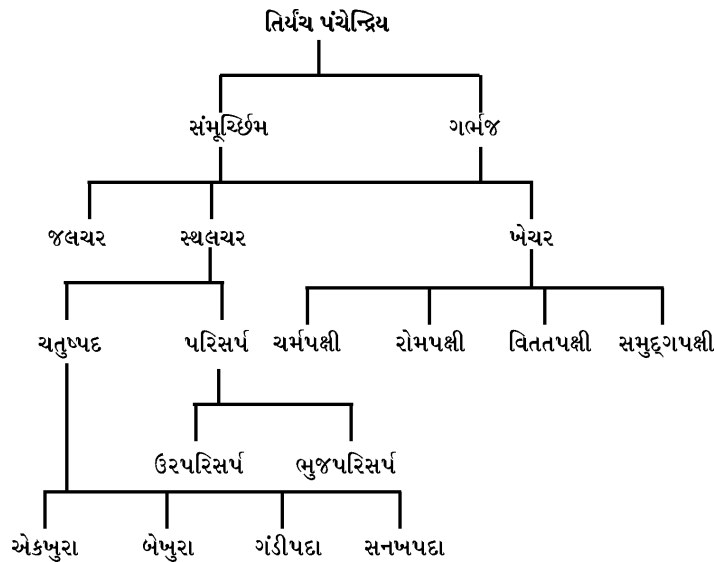 તિર્યંચ પંચેન્દ્રિય
સંમૂર્ચ્છિમ ગર્ભજ
જલચર સ્થલચર ખેચર
ચતુષ્પદ પરિસર્પ ચર્મપક્ષી રોમપક્ષી વિતતપક્ષી સમુદ્‌ગપક્ષી
ઉરપરિસર્પ ભુજપરિસર્પ
એકખુરા બેખુરા ગંડીપદા સનખપદા